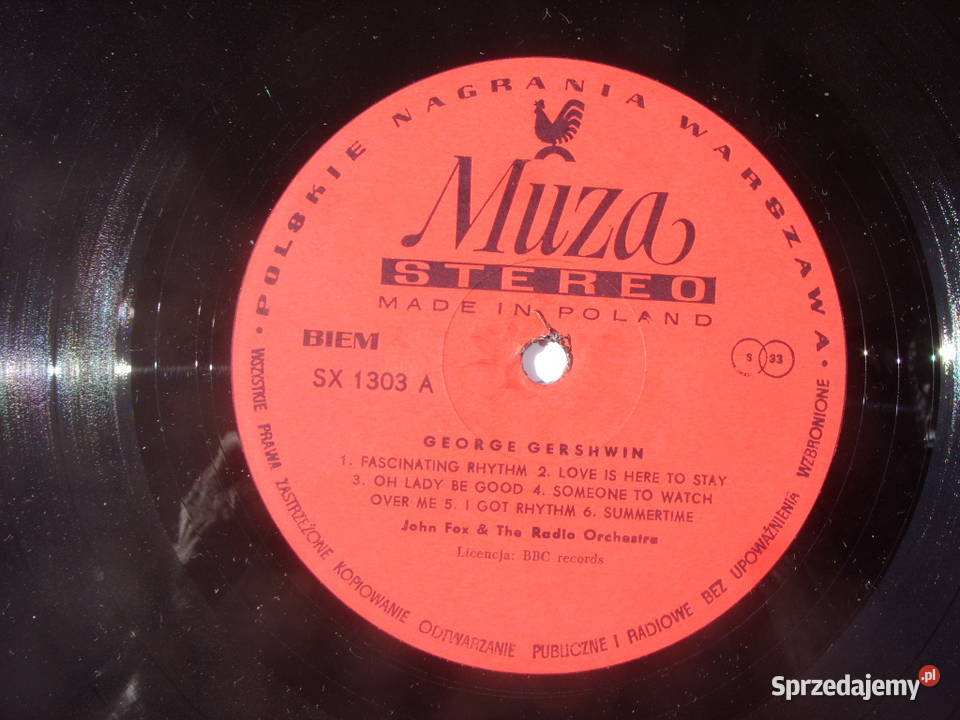 POLSKIE NAGRANIA WARSZAWA
Muza
STEREO
MADE IN POLAND
BIEM
SX 1303 A
S 33
GEORGE GERSHWIN
1. FASCINATING RHYTHM 2. LOVE IS HERE TO STAY
3. OH LADY BE GOOD 4. SOMEONE TO WATCH
OVER ME 5. I GOT RHYTHM 6. SUMMERTIME
John Fox & The Radio Orchestra
Licencja: BBC records
WSZYSTKIE PRAWA ZASTRZEŻONE KOPIOWANIE ODTWARZANIE PUBLICZNE I RADIOWE BEZ UPOWAŻNIENIA WZBRONIONE
Sprzedajemy.pl